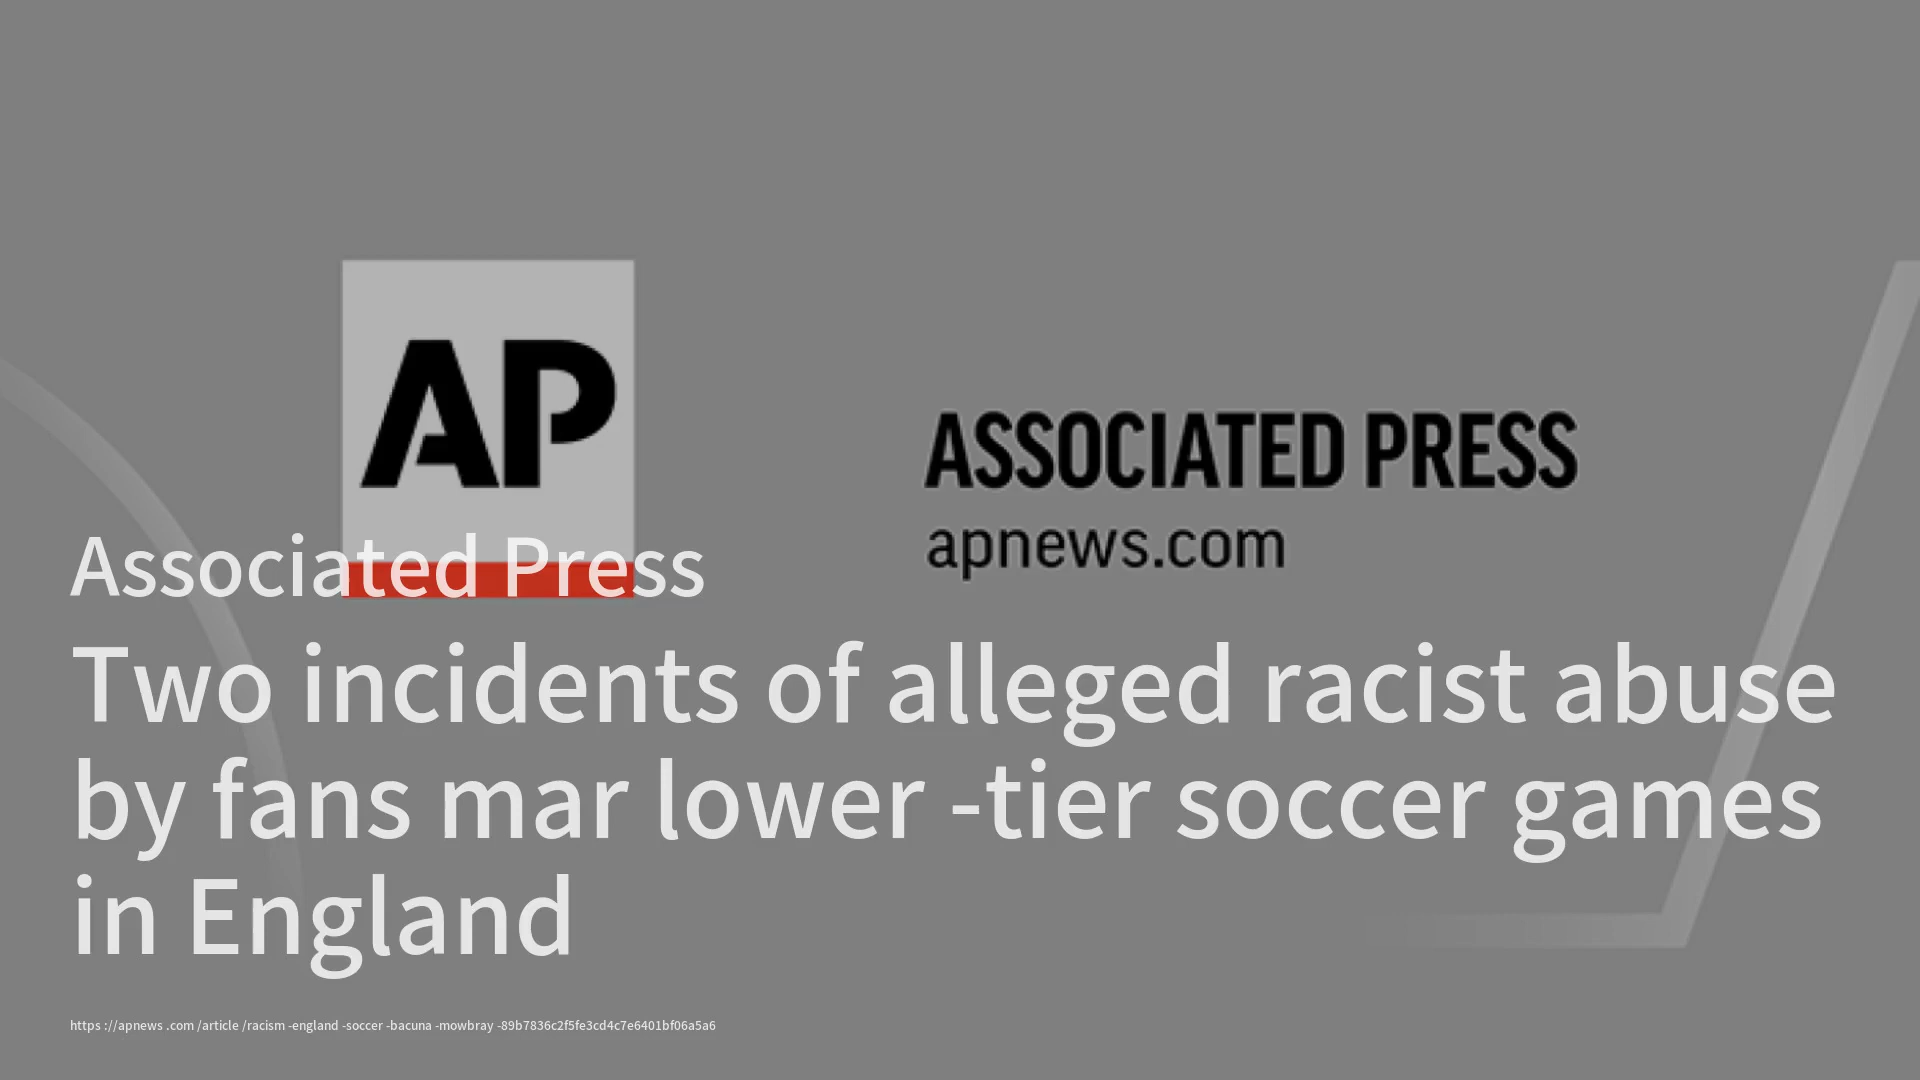 AP
ASSOCIATED PRESS
apnews.com
Associated Press
Two incidents of alleged racist abuse
by fans mar lower -tier soccer games
in England
https ://apnews .com /article /racism -england -soccer -bacuna -mowbray -89b7836c2f5fe3cd4c7e6401bf06a5a6